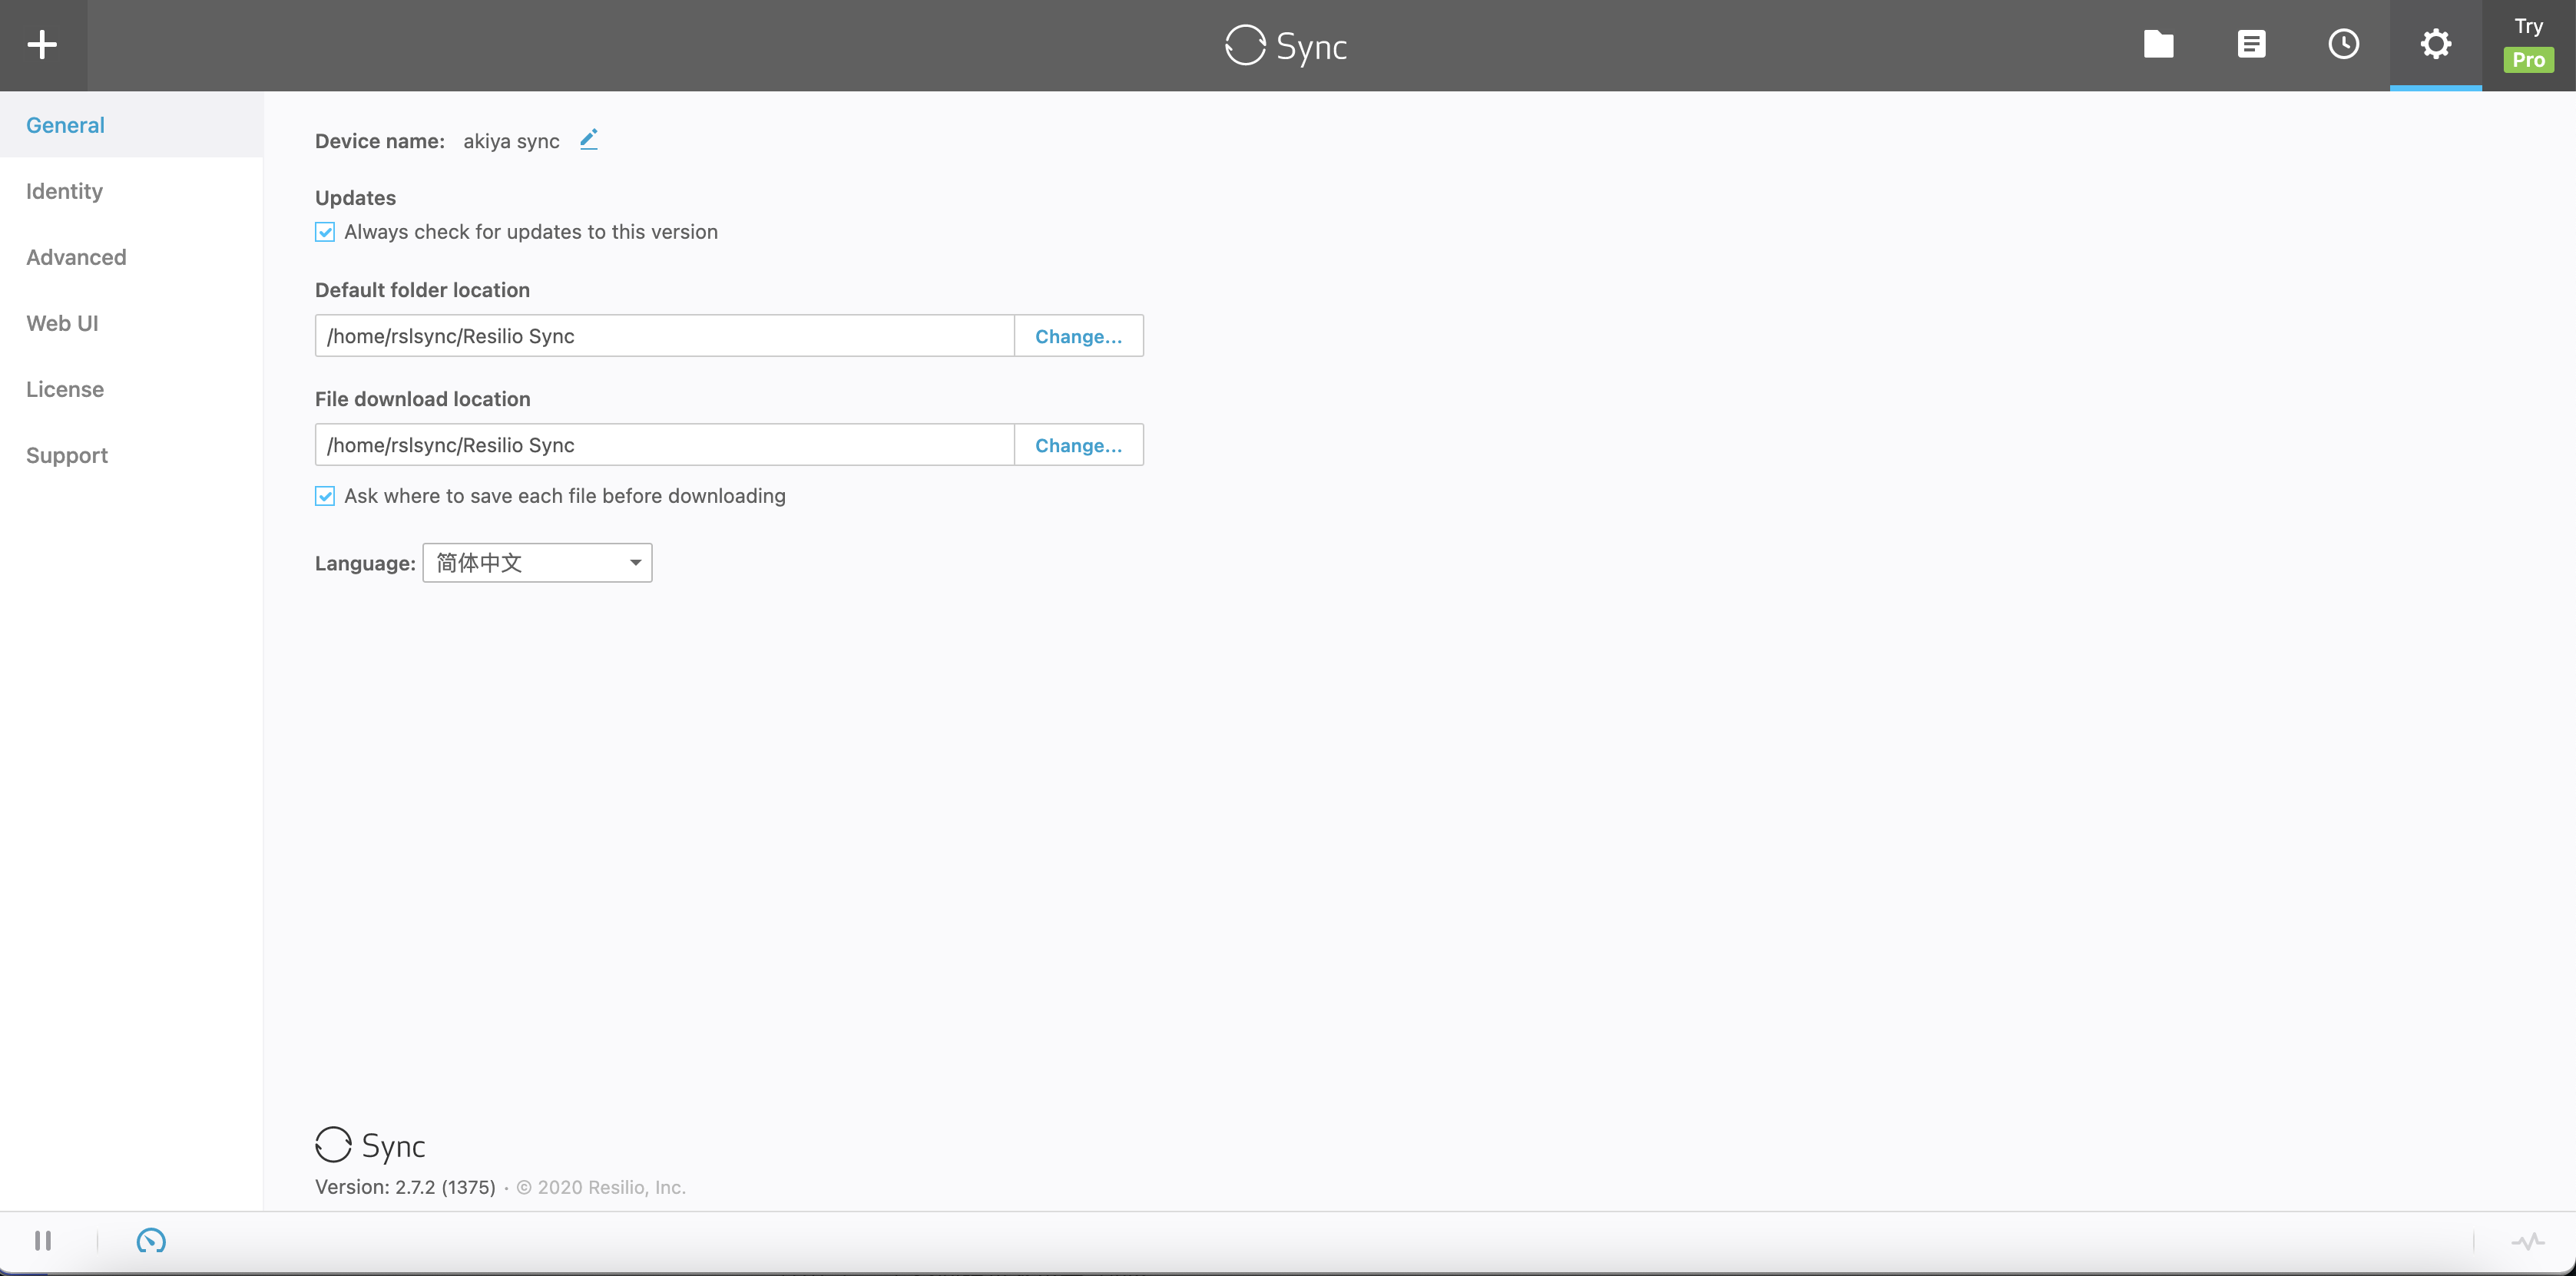 Sync
Try
Pro
General
Identity
Advanced
Web UI
License
Support
Device name: akiya sync
Updates
Always check for updates to this version
Default folder location
/home/rslsync/Resilio Sync Change...
File download location
/home/rslsync/Resilio Sync Change...
Ask where to save each file before downloading
Language: 简体中文
Sync
Version: 2.7.2 (1375) · © 2020 Resilio, Inc.